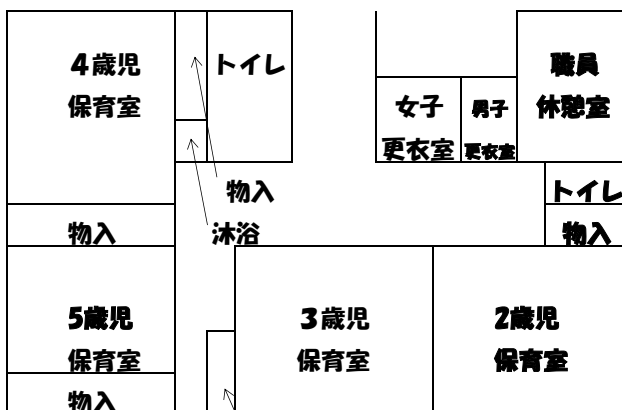 4歳児
保育室
トイレ
職員
休憩室
女子
更衣室
男子
更衣室
物入
トイレ
物入
沐浴
物入
5歳児
保育室
3歳児
保育室
2歳児
保育室
物入